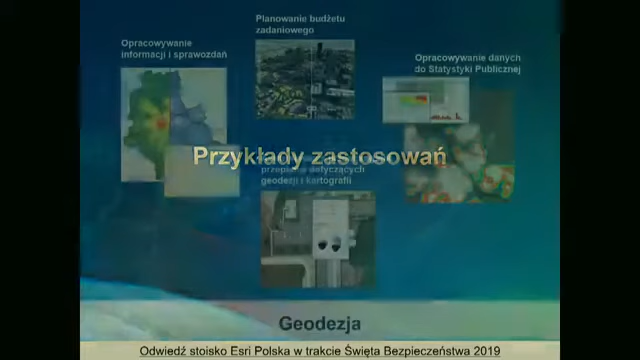 Planowanie budżetu
zadaniowego
Opracowywanie
informacji i sprawozdań
Opracowywanie danych
do Statystyki Publicznej
Przykłady zastosowań
dotyczących
geodezji i kartografii
Geodezja
Odwiedź stoisko Esri Polska w trakcie Święta Bezpieczeństwa 2019